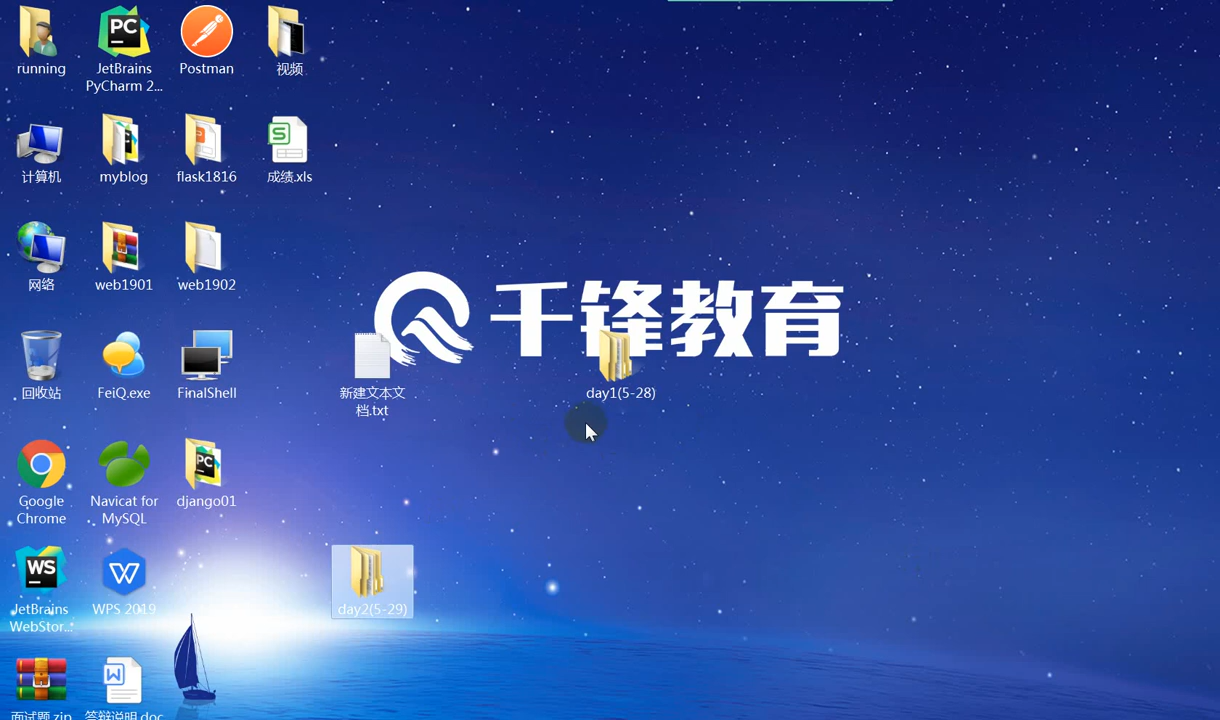 running
JetBrains
PyCharm 2...
Postman
视频
计算机
myblog
flask1816
成绩.xls
网络
web1901
web1902
千锋教育
回收站
FeiQ.exe
FinalShell
新建文本文
档.txt
day1(5-28)
Google
Chrome
Navicat for
MySQL
django01
JetBrains
WebStor...
WPS 2019
day2(5-29)
面试题.zip
答辩说明.doc